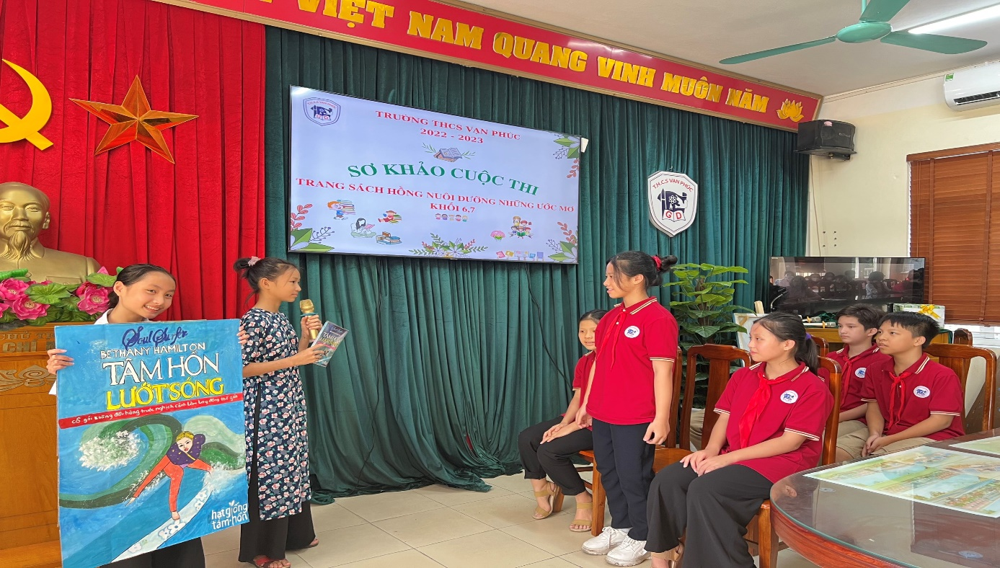 VIỆT NAM QUANG VINH MUÔN NĂM
TRƯỜNG THCS VẠN PHÚC
2022 - 2023
SƠ KHẢO CUỘC THI
TRANG SÁCH HỒNG NUÔI DƯỠNG NHỮNG ƯỚC MƠ
KHỐI 6,7
T.H.C.S VẠN PHÚC
GD
Soul Surfer
BETHANY HAMILTON
TÂM HỒN
LƯỚT SÓNG
Cô gái không đầu hàng trước nghịch cảnh làm lay động thế giới
hạt giống
tâm hồn